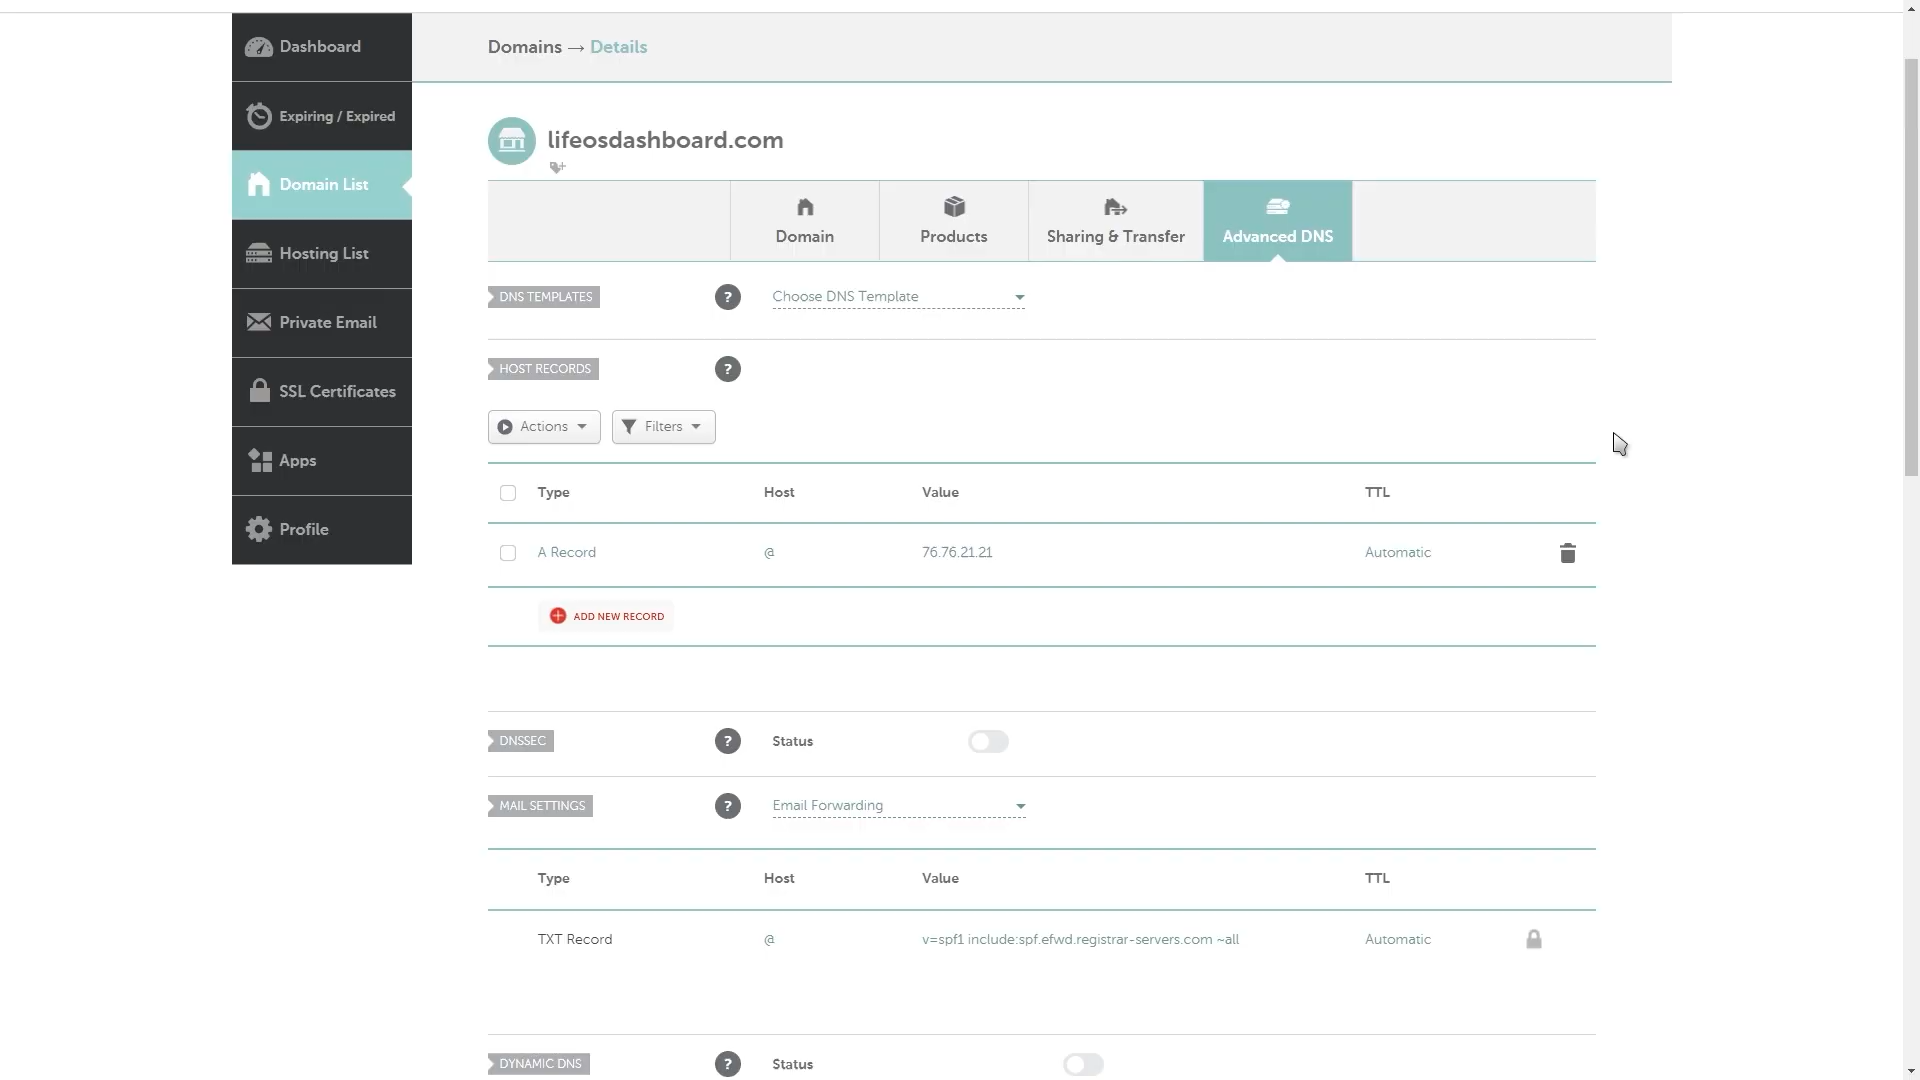 Dashboard
Expiring / Expired
Domain List
Hosting List
Private Email
SSL Certificates
Apps
Profile
Domains → Details
lifeosdashboard.com
Domain
Products
Sharing & Transfer
Advanced DNS
DNS TEMPLATES ? Choose DNS Template
HOST RECORDS ?
Actions Filters
Type Host Value TTL
A Record @ 76.76.21.21 Automatic
ADD NEW RECORD
DNSSEC ? Status
MAIL SETTINGS ? Email Forwarding
Type Host Value TTL
TXT Record @ v=spf1 include:spf.efwd.registrar-servers.com ~all Automatic
DYNAMIC DNS ? Status